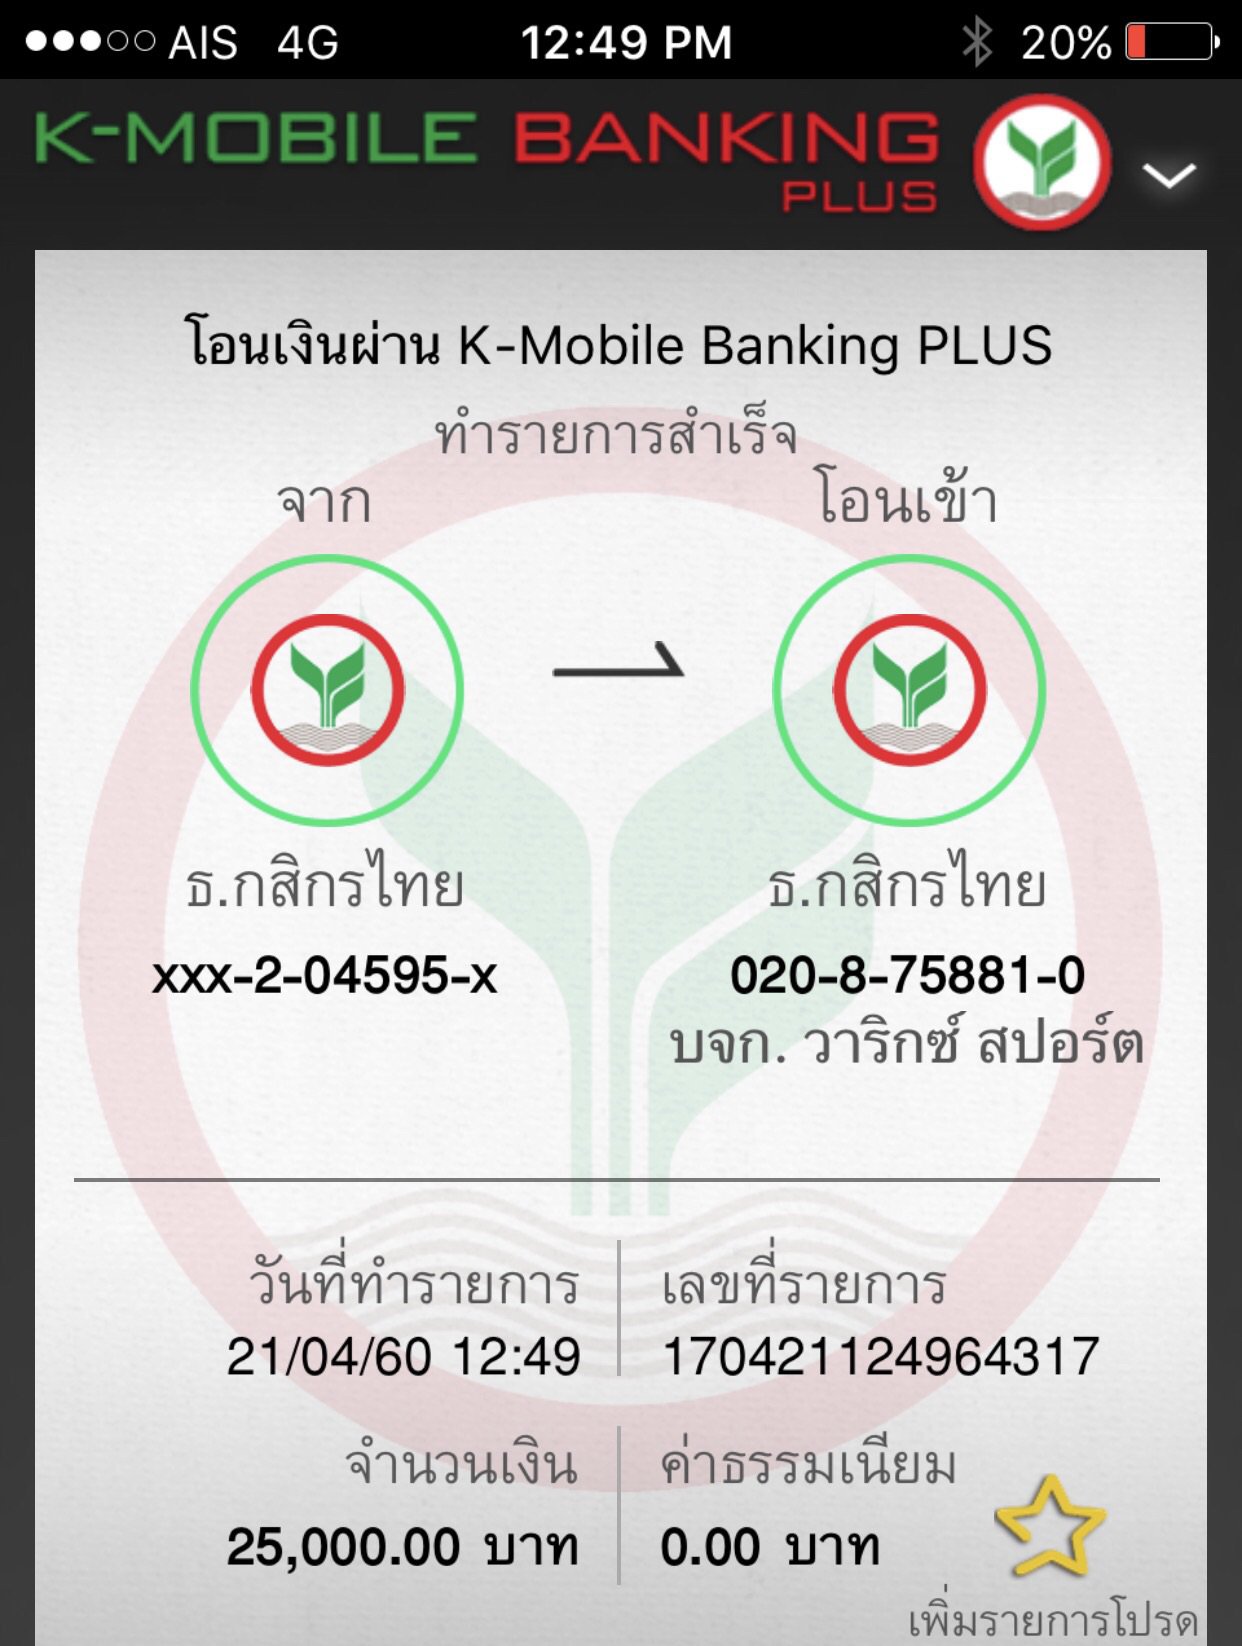 AIS 4G 12:49 PM 20%
K-MOBILE BANKING
PLUS
โอนเงินผ่าน K-Mobile Banking PLUS
ทำรายการสำเร็จ
จาก โอนเข้า
ธ.กสิกรไทย ธ.กสิกรไทย
xxx-2-04595-x 020-8-75881-0
บจก. วาริกซ์ สปอร์ต
วันที่ทำรายการ เลขที่รายการ
21/04/60 12:49 170421124964317
จำนวนเงิน ค่าธรรมเนียม
25,000.00 บาท 0.00 บาท
เพิ่มรายการโปรด